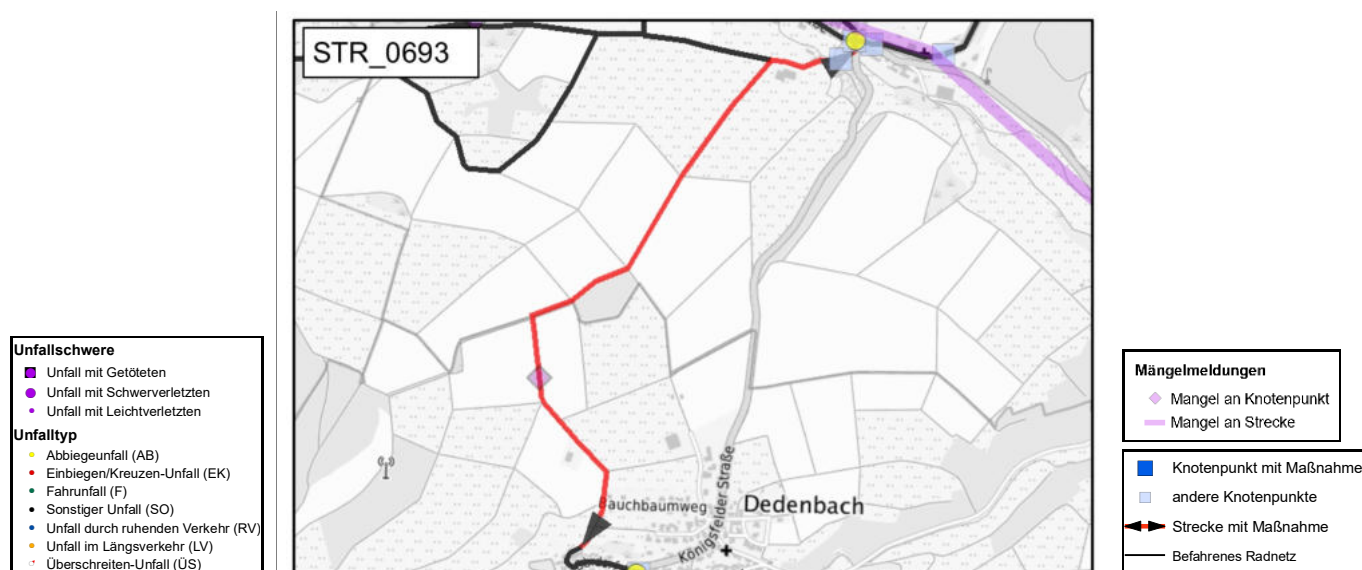 STR_0693
Unfallschwere
Unfall mit Getöteten
Unfall mit Schwerverletzten
Unfall mit Leichtverletzten
Unfalltyp
Abbiegeunfall (AB)
Einbiegen/Kreuzen-Unfall (EK)
Fahrunfall (F)
Sonstiger Unfall (SO)
Unfall durch ruhenden Verkehr (RV)
Unfall im Längsverkehr (LV)
Überschreiten-Unfall (ÜS)
Bauchbaumweg
Königsfelder Straße
Dedenbach
Mängelmeldungen
Mangel an Knotenpunkt
Mangel an Strecke
Knotenpunkt mit Maßnahme
andere Knotenpunkte
Strecke mit Maßnahme
Befahrenes Radnetz